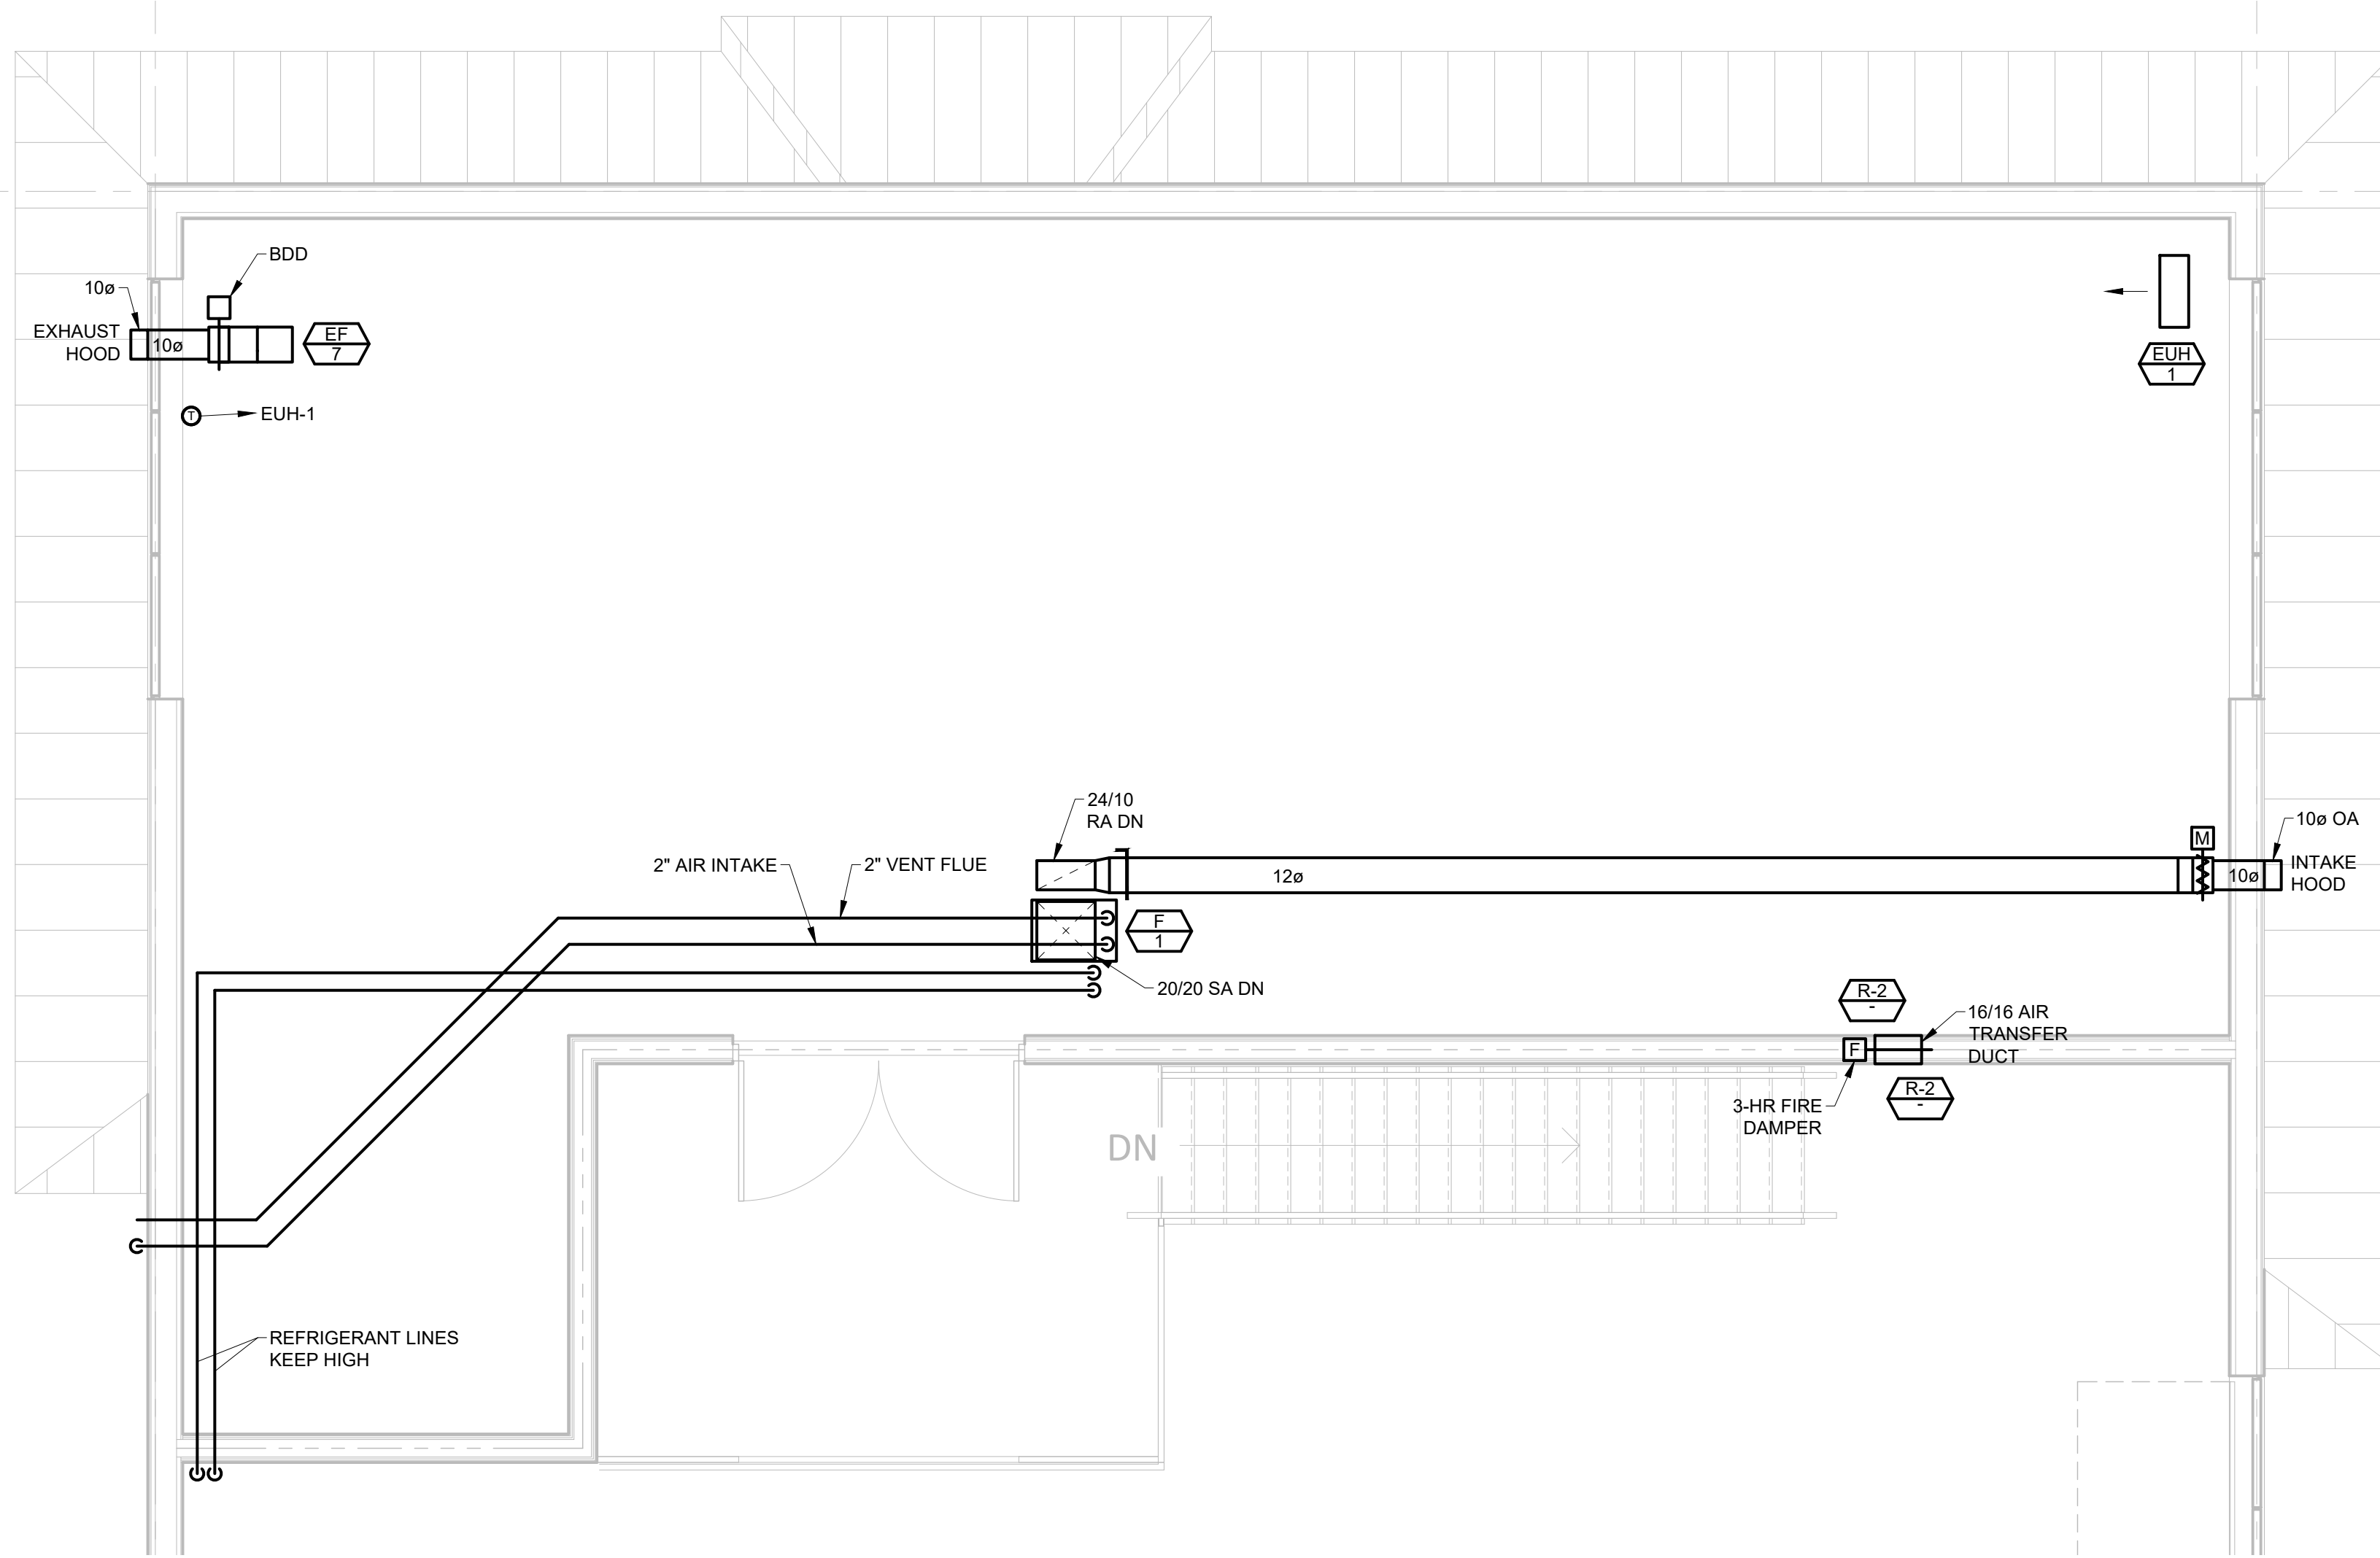 BDD
10ø
EXHAUST
HOOD
10ø
EF
7
T
EUH-1
EUH
1
24/10
RA DN
2" AIR INTAKE
2" VENT FLUE
12ø
M
10ø OA
10ø
INTAKE
HOOD
F
1
20/20 SA DN
R-2
-
16/16 AIR
TRANSFER
DUCT
F
R-2
-
3-HR FIRE
DAMPER
DN
REFRIGERANT LINES
KEEP HIGH